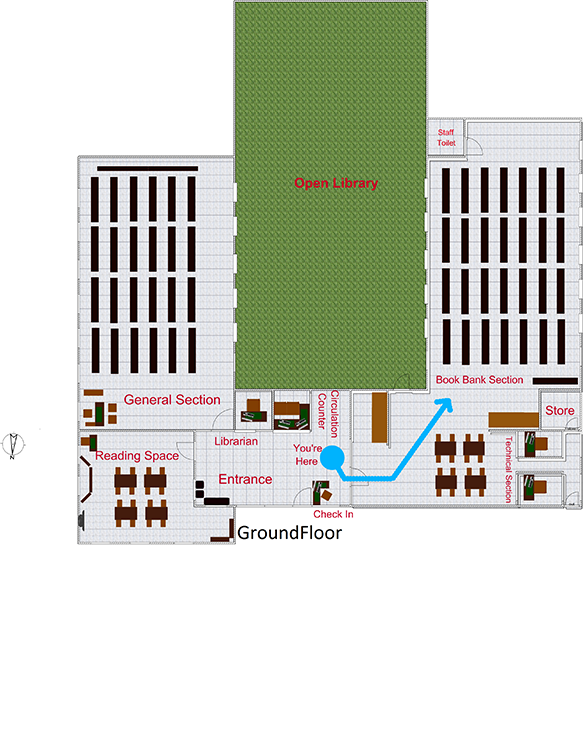 Staff
Toilet
Open Library
Book Bank Section
General Section
Circulation
Counter
Store
Librarian
You're
Here
Reading Space
Technical Section
Entrance
Check In
GroundFloor
N